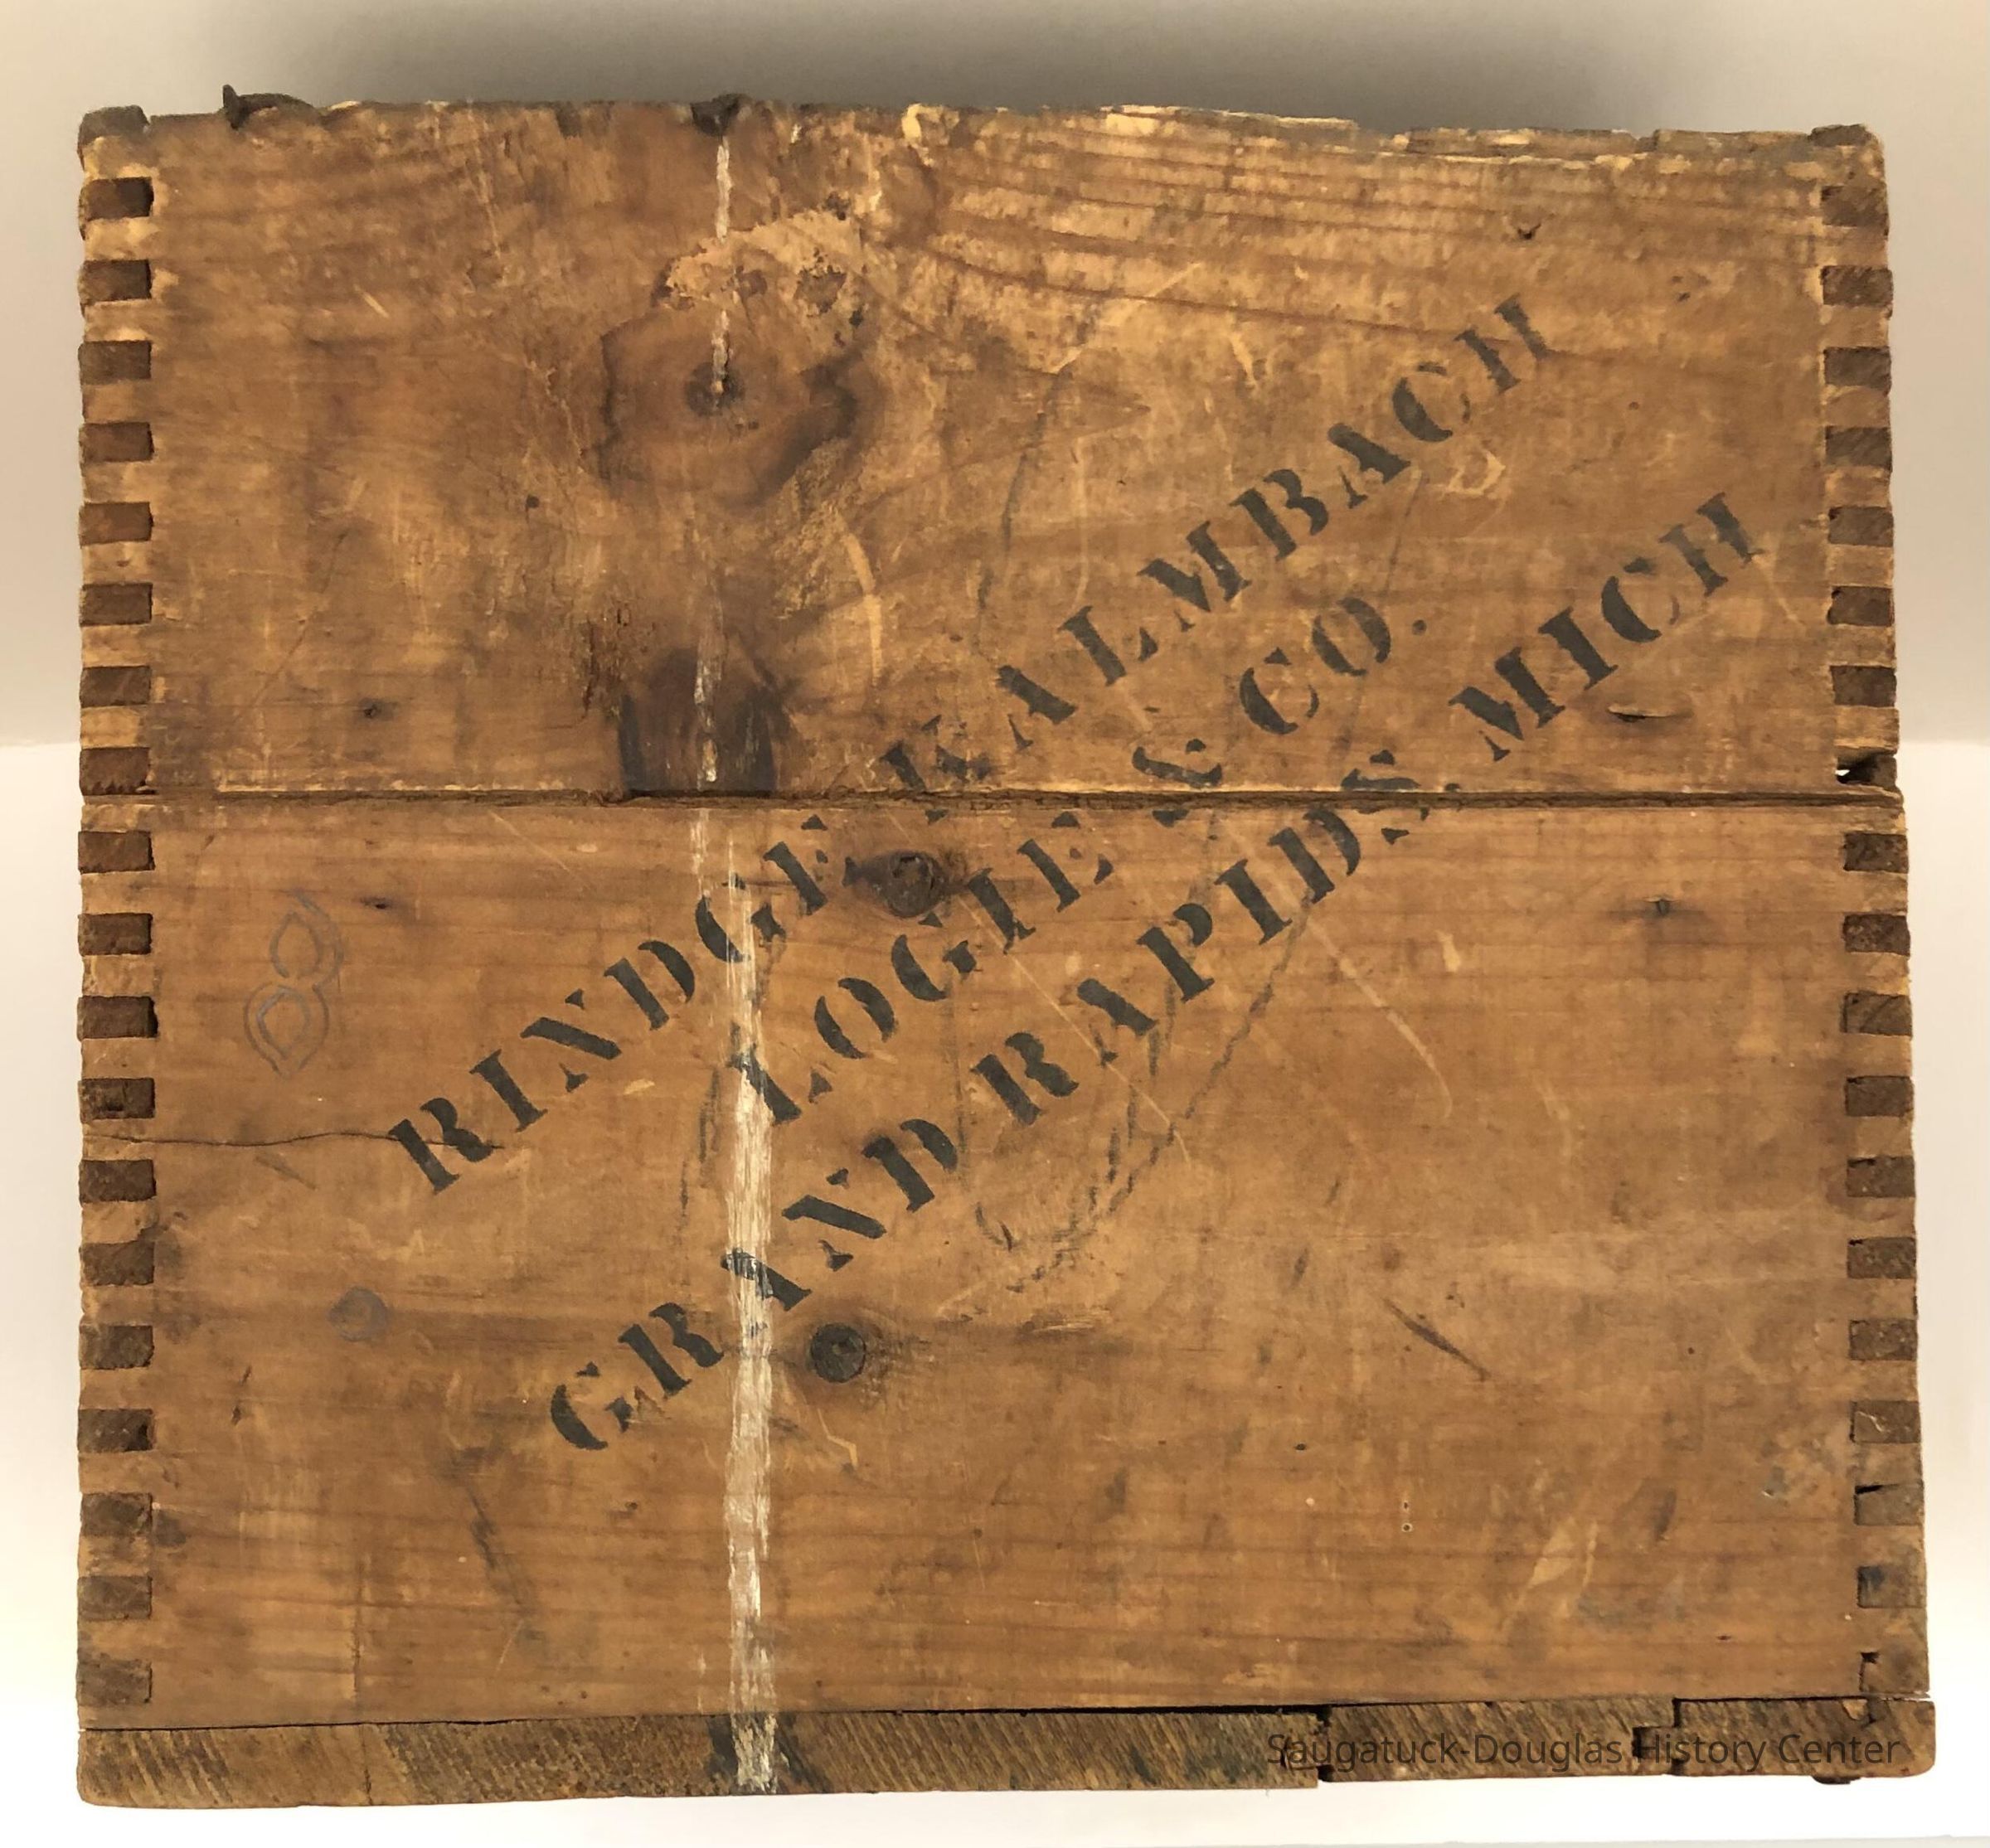 RINDGE KALMBACH
LOGIE & CO.
GRAND RAPIDS. MICH
Saugatuck-Douglas History Center